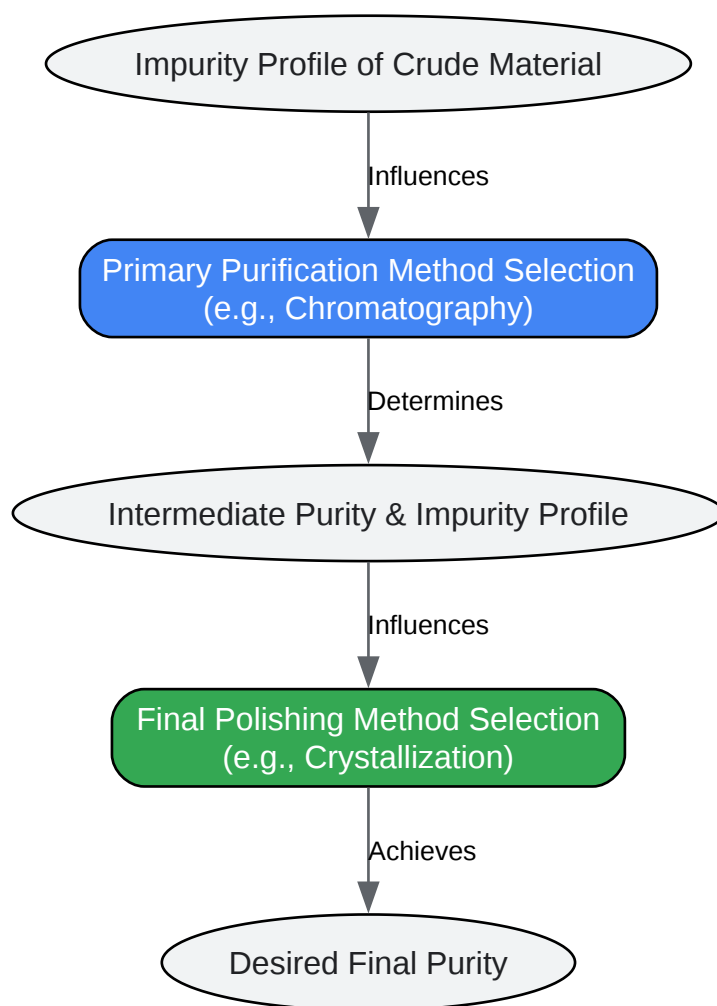 Impurity Profile of Crude Material
Influences
Primary Purification Method Selection
(e.g., Chromatography)
Determines
Intermediate Purity & Impurity Profile
Influences
Final Polishing Method Selection
(e.g., Crystallization)
Achieves
Desired Final Purity